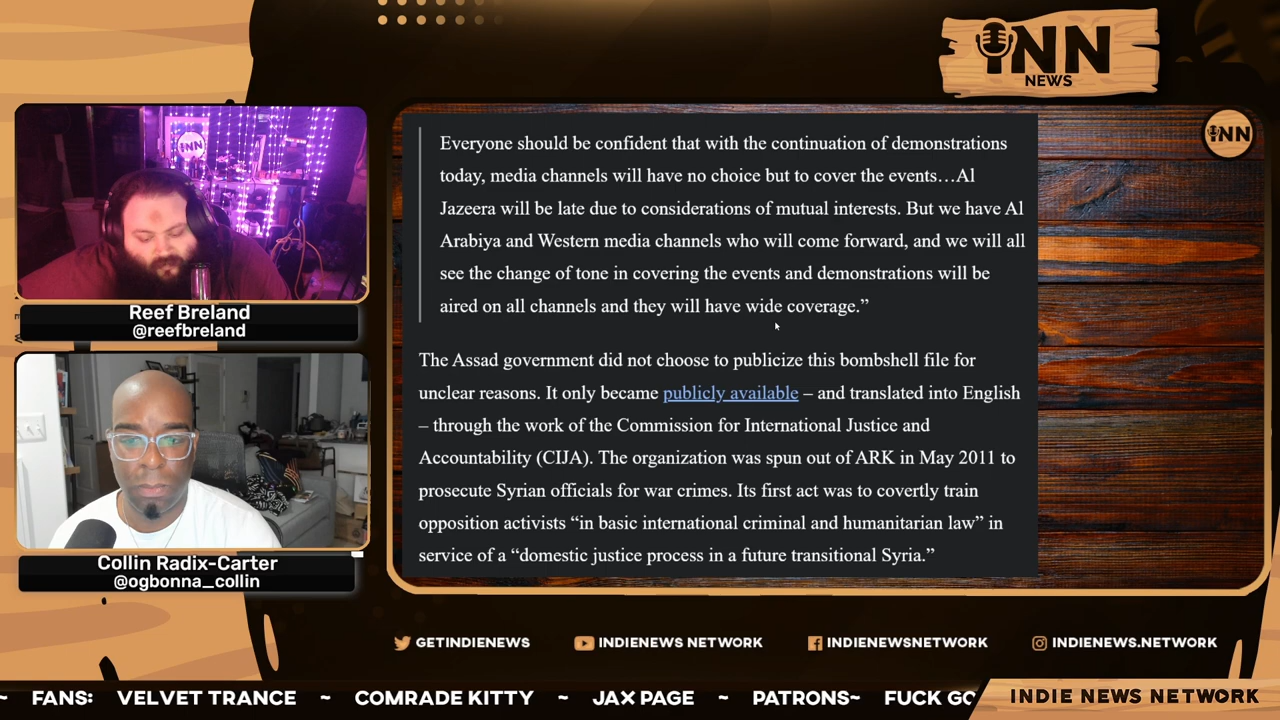 iNN
NEWS
iNN
iNN
Everyone should be confident that with the continuation of demonstrations
today, media channels will have no choice but to cover the events…Al
Jazeera will be late due to considerations of mutual interests. But we have Al
Arabiya and Western media channels who will come forward, and we will all
see the change of tone in covering the events and demonstrations will be
aired on all channels and they will have wide coverage.”
The Assad government did not choose to publicize this bombshell file for
unclear reasons. It only became publicly available – and translated into English
– through the work of the Commission for International Justice and
Accountability (CIJA). The organization was spun out of ARK in May 2011 to
prosecute Syrian officials for war crimes. Its first act was to covertly train
opposition activists “in basic international criminal and humanitarian law” in
service of a “domestic justice process in a future transitional Syria.”
Reef Breland
@reefbreland
Collin Radix-Carter
@ogbonna_collin
GETINDIENEWS
INDIENEWS NETWORK
INDIENEWSNETWORK
INDIENEWS.NETWORK
~ FANS: VELVET TRANCE ~ COMRADE KITTY ~ JAX PAGE ~ PATRONS~ FUCK GO
INDIE NEWS NETWORK